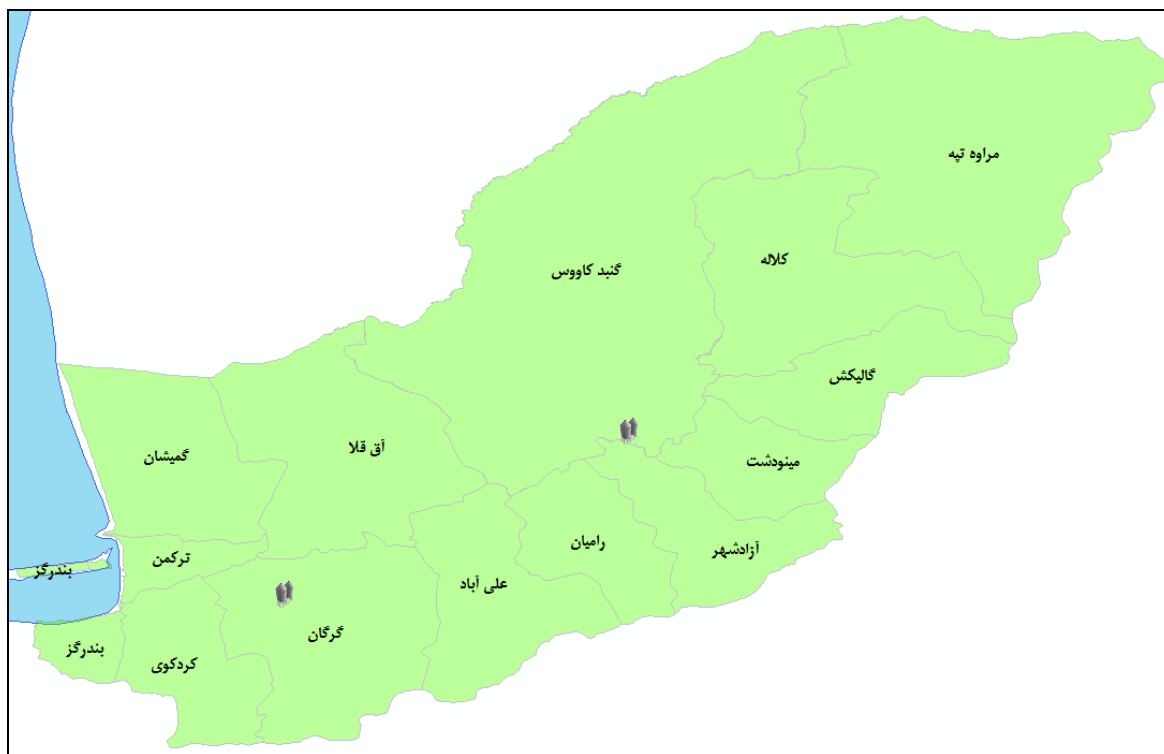 مراوه تپه
کلاله
گنبد کاووس
گالیکش
آق قلا
گمیشان
مینودشت
رامیان
آزادشهر
ترکمن
بندرگز
علی آباد
گرگان
بندرگز
کردکوی